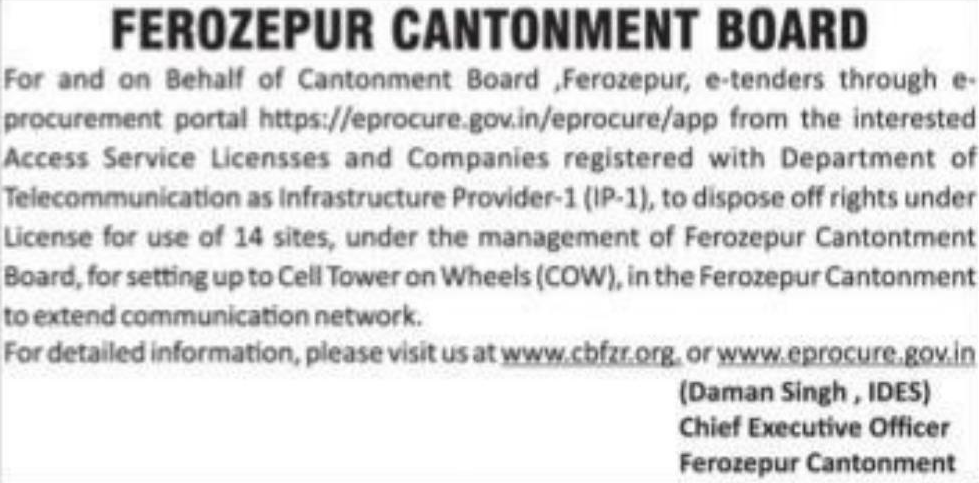 FEROZEPUR CANTONMENT BOARD
For and on Behalf of Cantonment Board ,Ferozepur, e-tenders through e-
procurement portal https://eprocure.gov.in/eprocure/app from the interested
Access Service Licensses and Companies registered with Department of
Telecommunication as Infrastructure Provider-1 (IP-1), to dispose off rights under
License for use of 14 sites, under the management of Ferozepur Cantontment
Board, for setting up to Cell Tower on Wheels (COW), in the Ferozepur Cantonment
to extend communication network.
For detailed information, please visit us at www.cbfzr.org. or www.eprocure.gov.in
(Daman Singh , IDES)
Chief Executive Officer
Ferozepur Cantonment